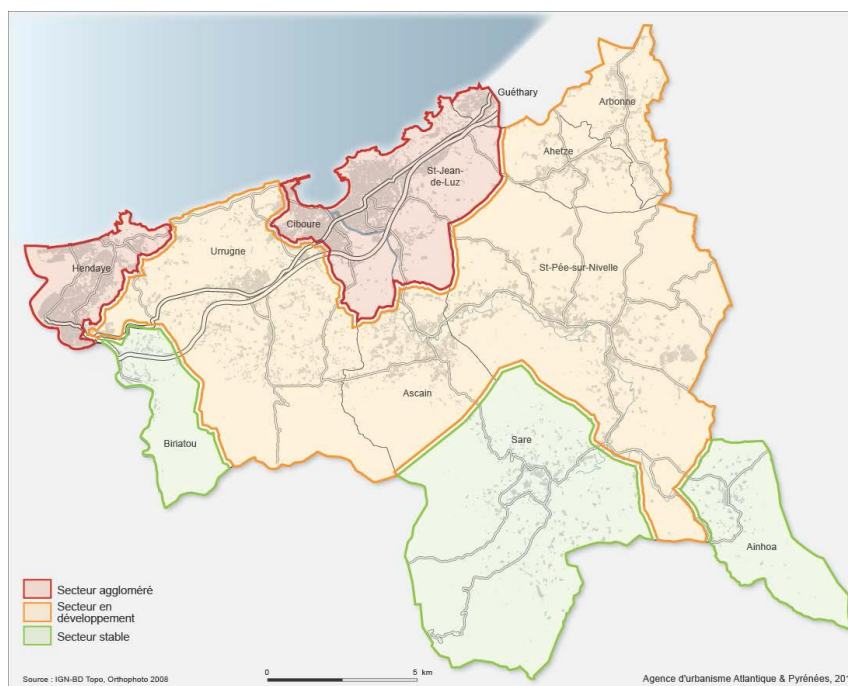 Guéthary
Arbonne
Ahetze
St-Jean-
de-Luz
Ciboure
Urrugne
Hendaye
St-Pée-sur-Nivelle
Ascain
Biriatou
Sare
Ainhoa
Secteur aggloméré
Secteur en
développement
Secteur stable
Source : IGN-BD Topo, Orthophoto 2008
0 5 km
Agence d'urbanisme Atlantique & Pyrénées, 201